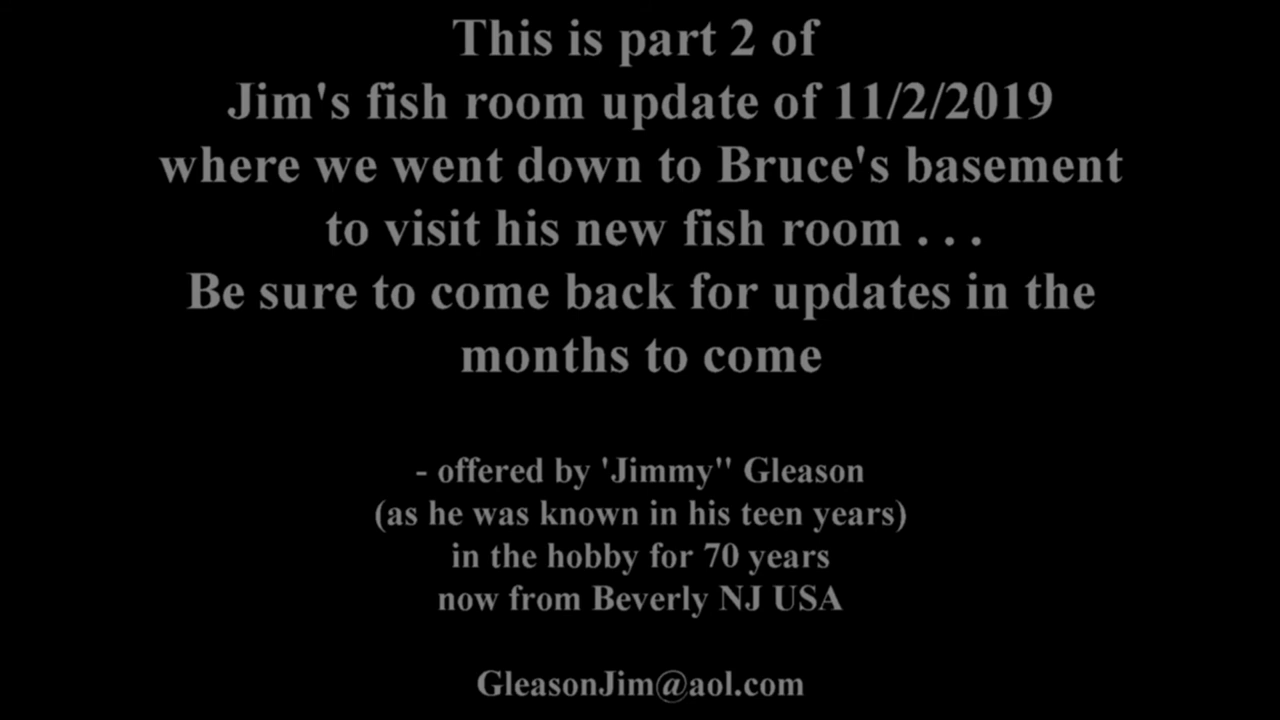 This is part 2 of
Jim's fish room update of 11/2/2019
where we went down to Bruce's basement
to visit his new fish room . . .
Be sure to come back for updates in the
months to come
- offered by 'Jimmy" Gleason
(as he was known in his teen years)
in the hobby for 70 years
now from Beverly NJ USA
GleasonJim@aol.com